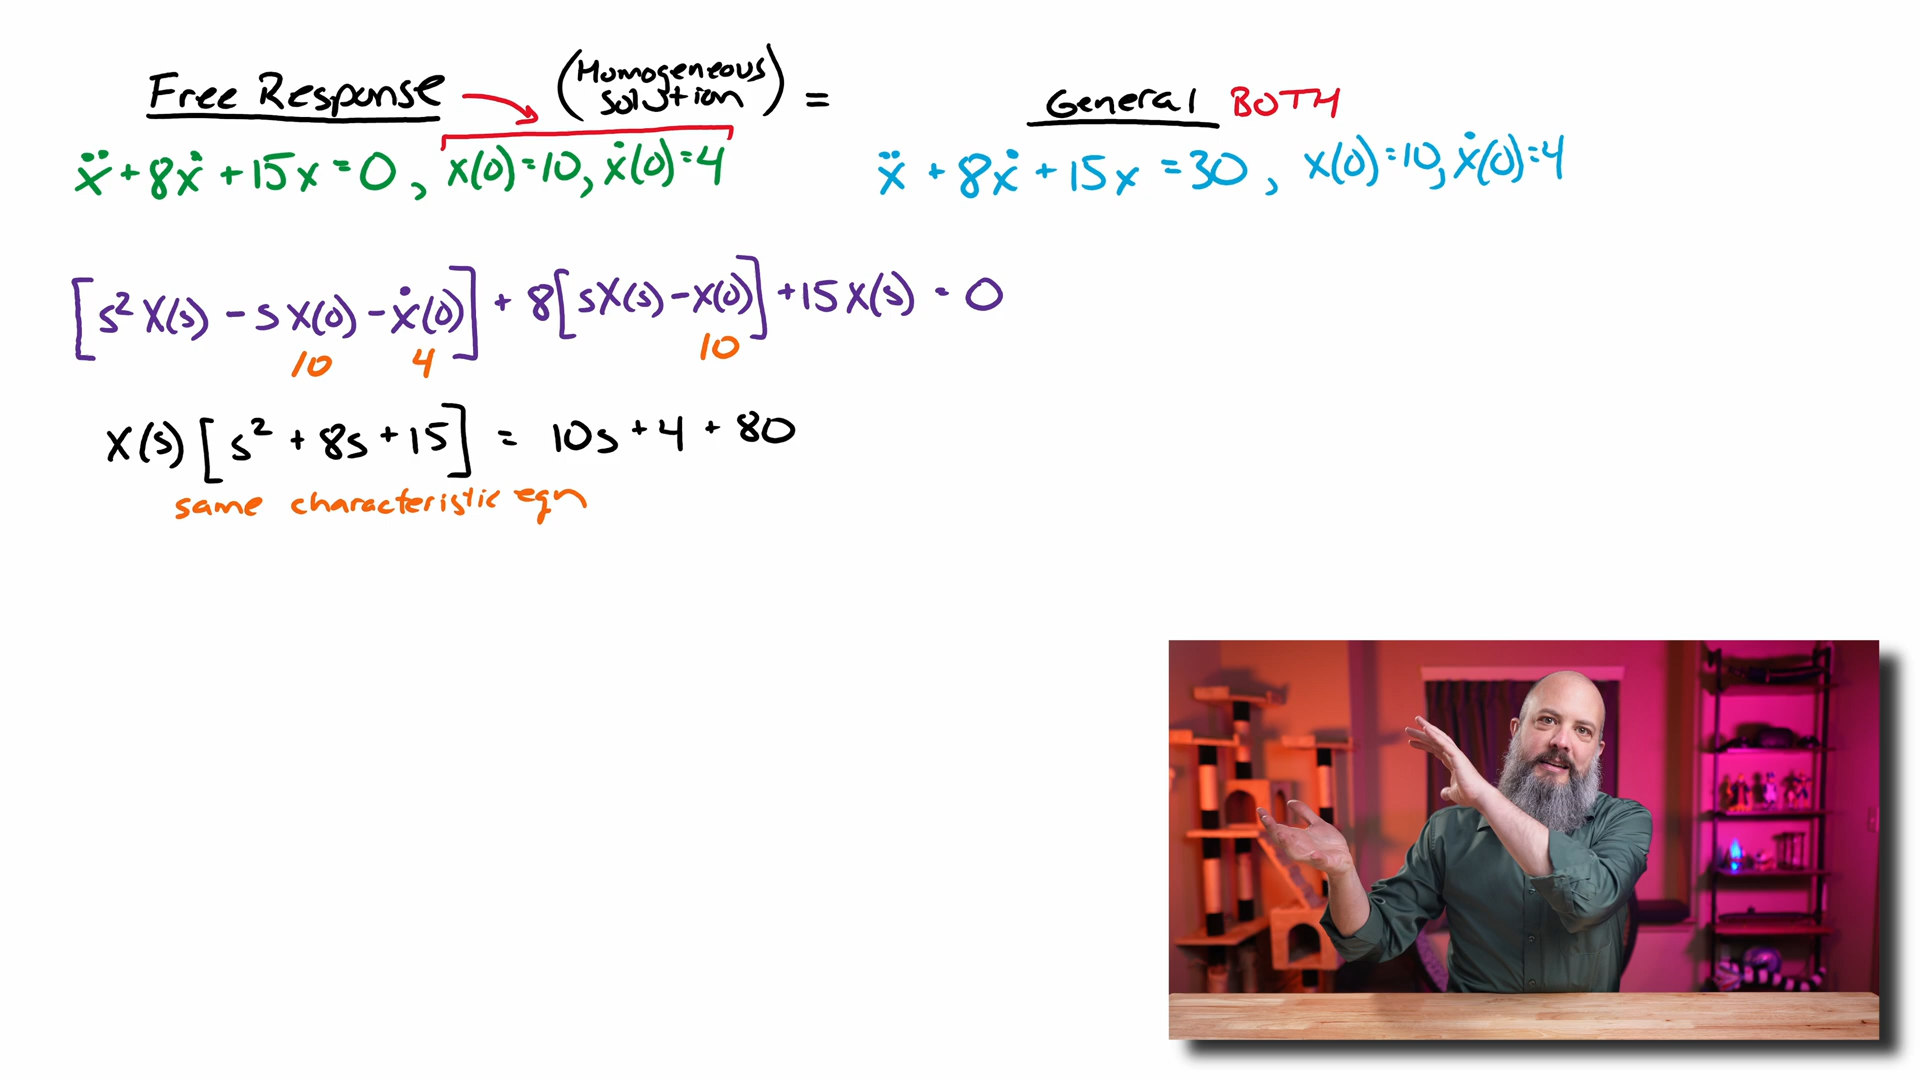 Free Response (Homogeneous solution) =
ẍ + 8ẋ + 15x = 0, x(0)=10, ẋ(0)=4
General BOTH
ẍ + 8ẋ + 15x = 30, x(0)=10, ẋ(0)=4
[s²X(s) - sX(0) - ẋ(0)] + 8[sX(s) - X(0)] + 15X(s) = 0
10 4 10
X(s)[s² + 8s + 15] = 10s + 4 + 80
same characteristic eqn